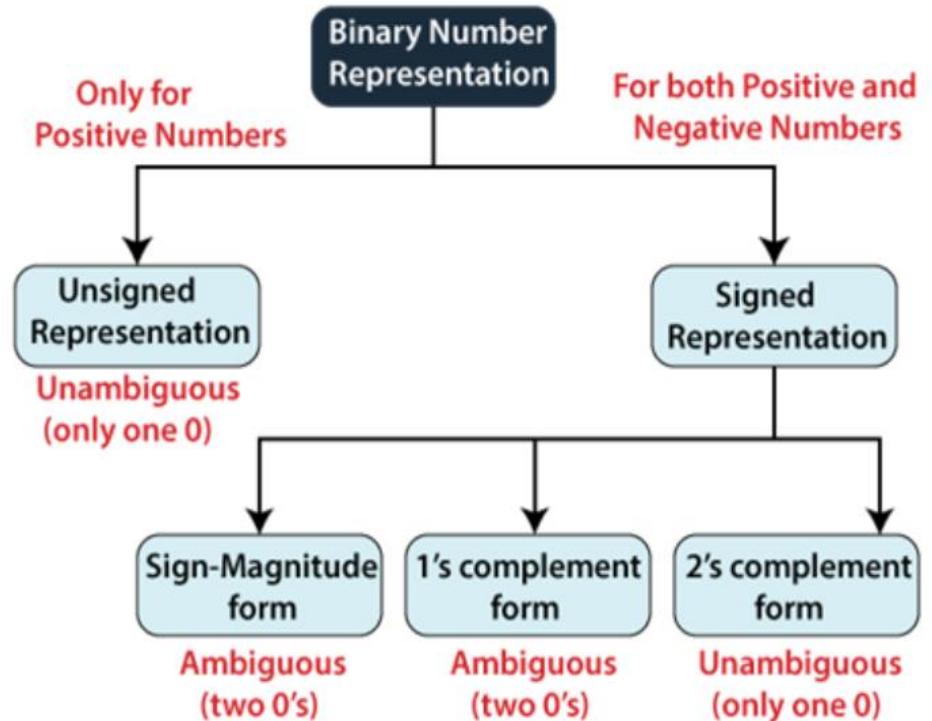 Binary Number
Representation
Only for
Positive Numbers
For both Positive and
Negative Numbers
Unsigned
Representation
Unambiguous
(only one 0)
Signed
Representation
Sign-Magnitude
form
Ambiguous
(two 0's)
1's complement
form
Ambiguous
(two 0's)
2's complement
form
Unambiguous
(only one 0)